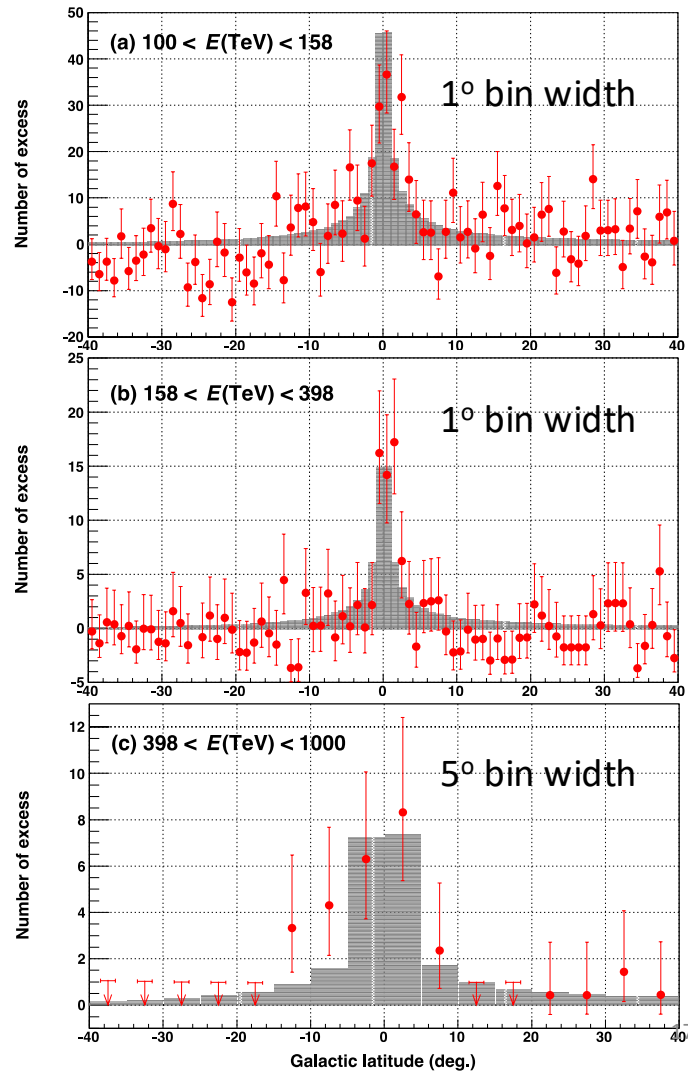 50
(a) 100 < E(TeV) < 158
40
1° bin width
30
Number of excess
20
10
0
-10
-20
-40 -30 -20 -10 0 10 20 30 40
25
(b) 158 < E(TeV) < 398
20
1° bin width
15
Number of excess
10
5
0
-5
-40 -30 -20 -10 0 10 20 30 40
12
(c) 398 < E(TeV) < 1000
5° bin width
10
8
Number of excess
6
4
2
0
-40 -30 -20 -10 0 10 20 30 40
Galactic latitude (deg.)